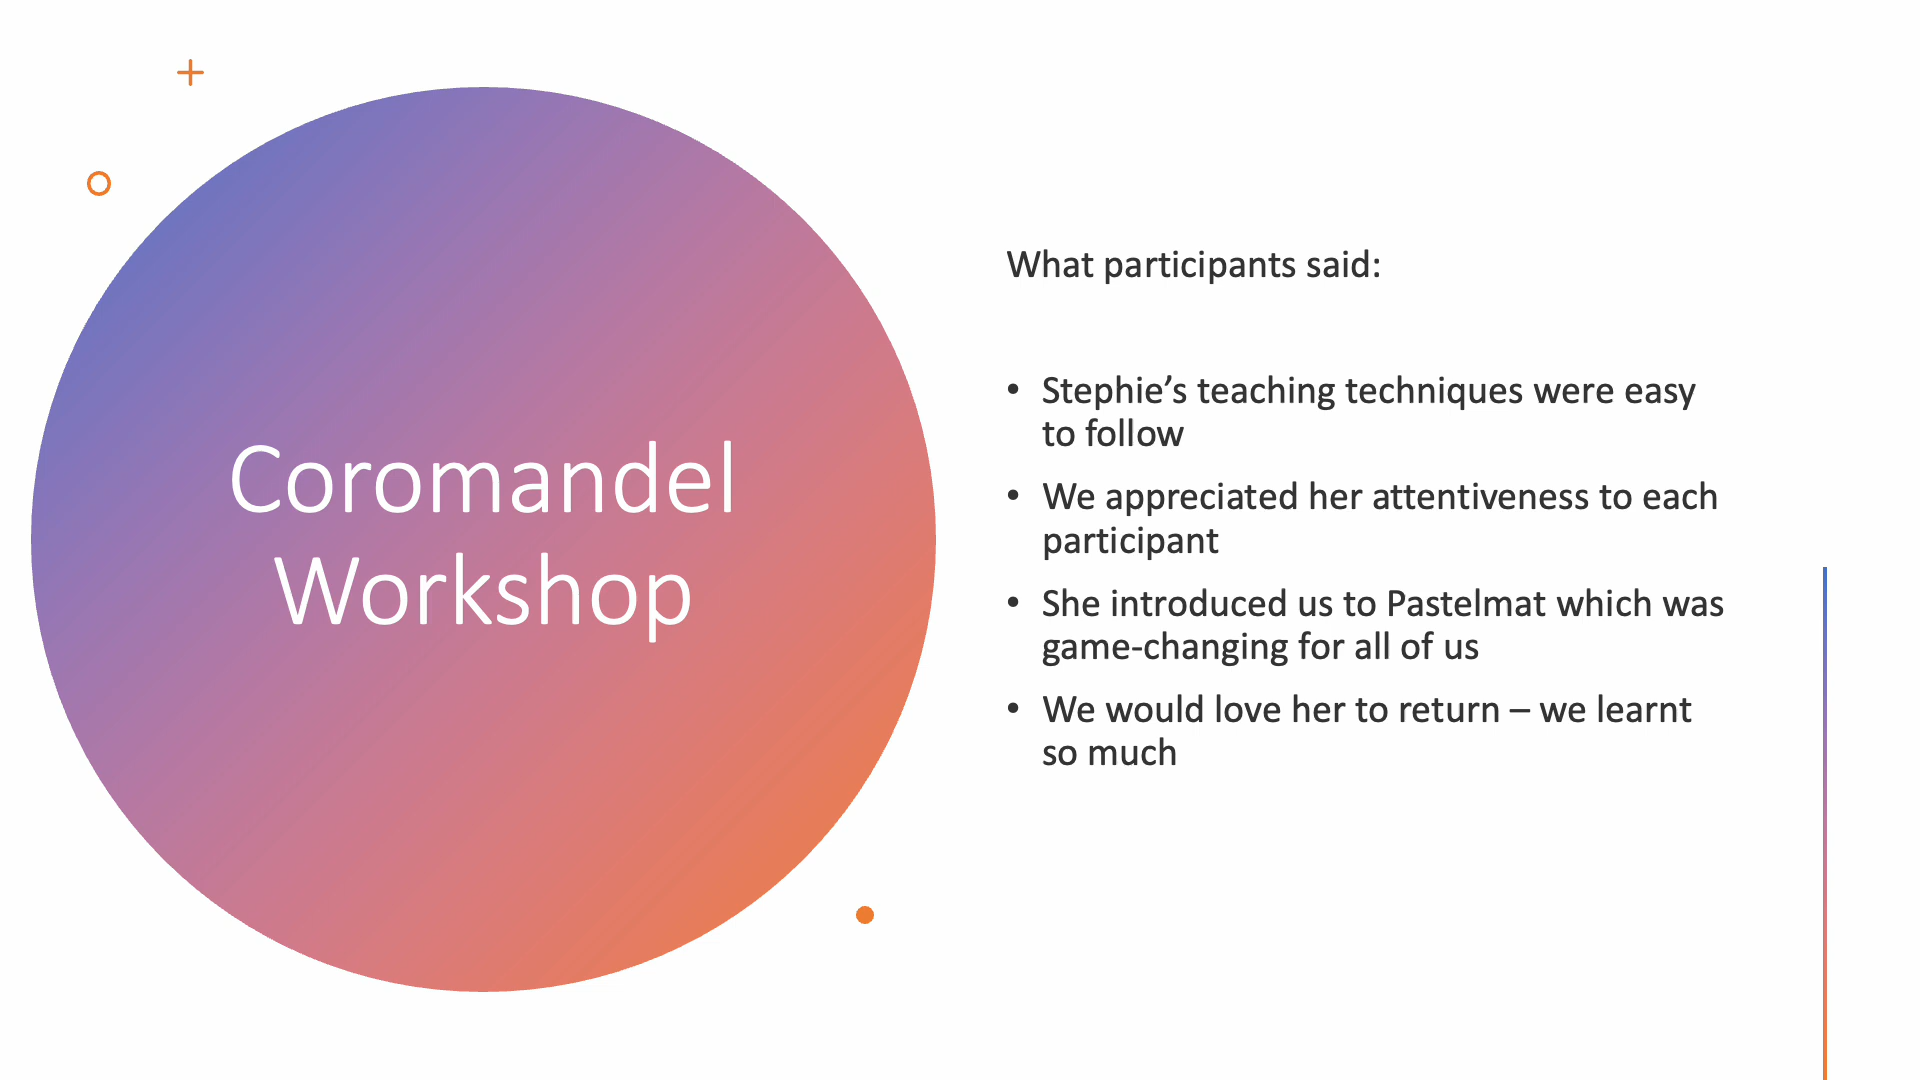 Coromandel
Workshop
What participants said:
• Stephie’s teaching techniques were easy
to follow
• We appreciated her attentiveness to each
participant
• She introduced us to Pastelmat which was
game-changing for all of us
• We would love her to return – we learnt
so much